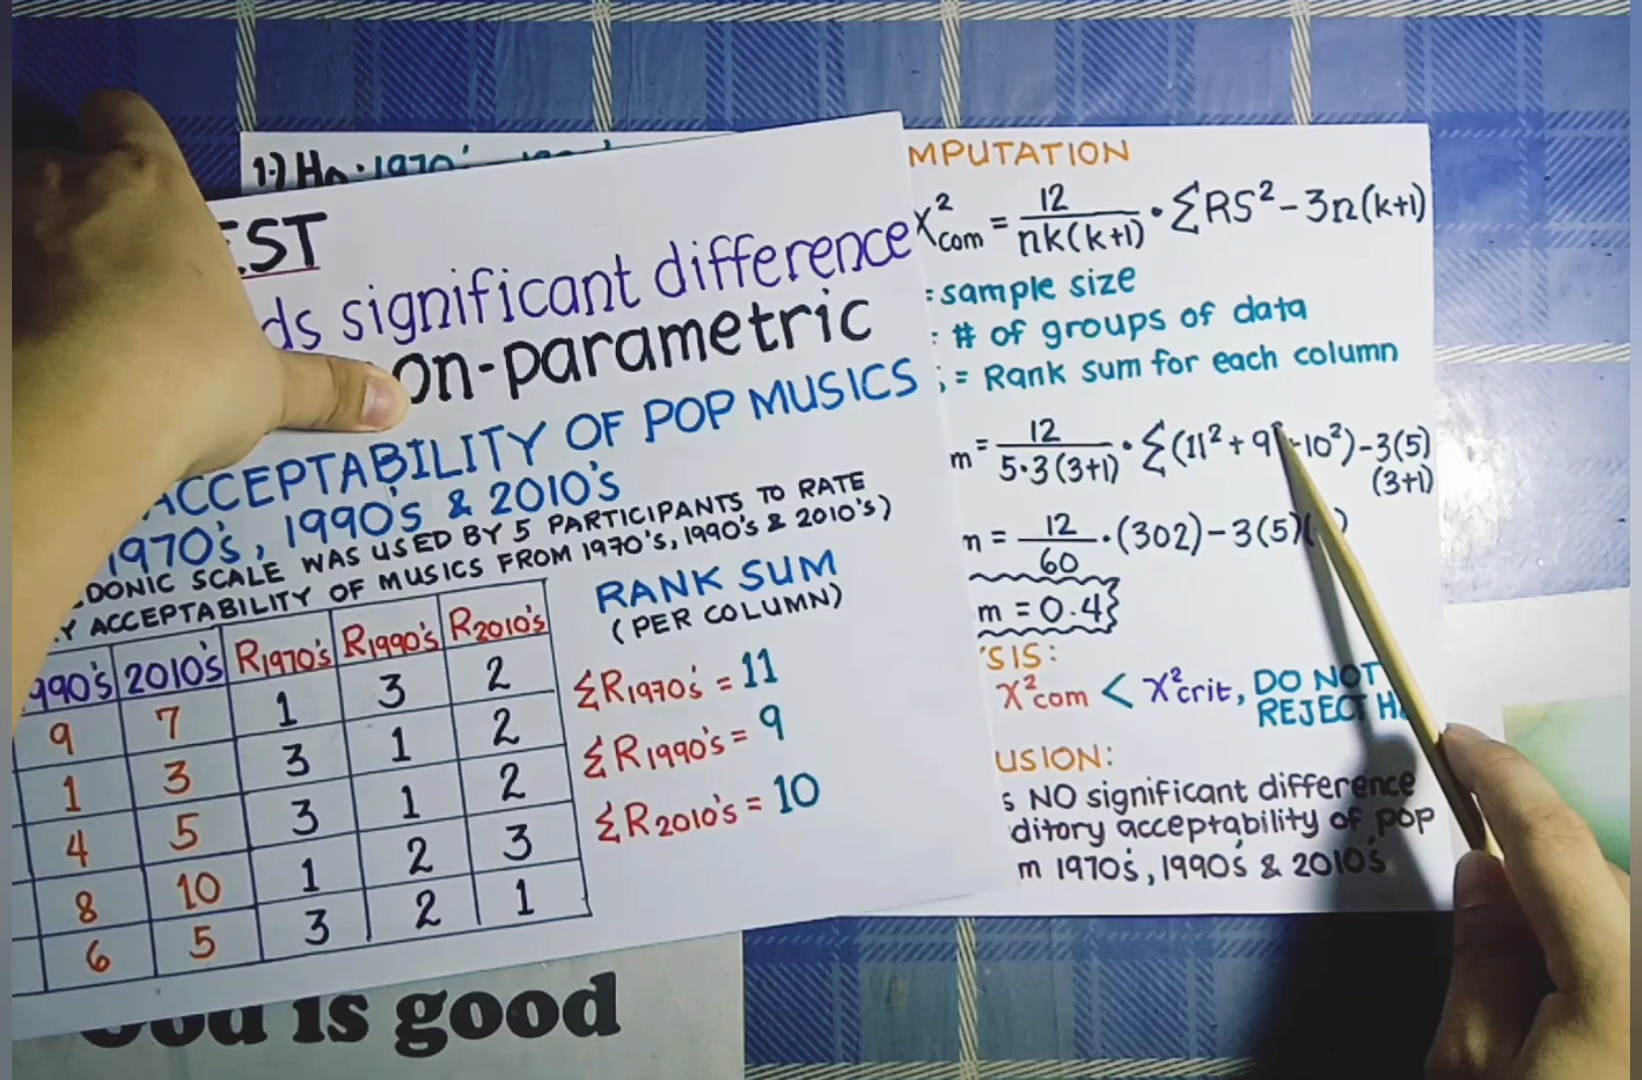 1.) Ho: 1970's
EST
ds significant difference
on-parametric
ACCEPTABILITY OF POP MUSICS
1970's, 1990's & 2010's
DONIC SCALE WAS USED BY 5 PARTICIPANTS TO RATE
Y ACCEPTABILITY OF MUSICS FROM 1970's, 1990's & 2010's)
990's 2010's R1970's R1990's R2010's
9 7 1 3 2
1 3 3 1 2
4 5 3 1 2
8 10 1 2 3
6 5 3 2 1
RANK SUM
(PER COLUMN)
ΣR1970's = 11
ΣR1990's = 9
ΣR2010's = 10
MPUTATION
X²com = 12/nk(k+1) · ΣRS² - 3n(k+1)
= sample size
= # of groups of data
= Rank sum for each column
m = 12/5·3(3+1) · Σ(11² + 9² 10²) - 3(5)
(3+1)
m = 12/60 · (302) - 3(5)
m = 0.4
SIS:
X²com < X²crit, DO NOT
REJECT H
USION:
s NO significant difference
ditory acceptability of pop
m 1970's, 1990's & 2010's
God is good